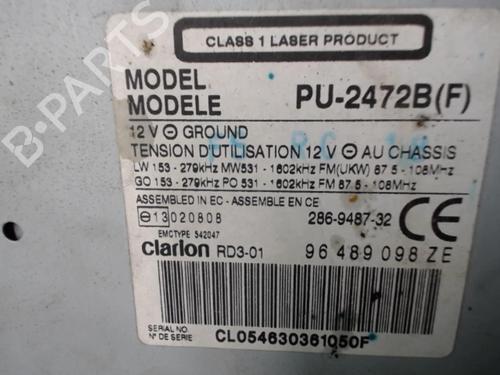 B-PARTS
CLASS 1 LASER PRODUCT
MODEL
MODELE
PU-2472B(F)
12 V ⊖ GROUND
TENSION D'UTILISATION 12 V ⊖ AU CHASSIS
LW 153 - 279kHz MW531 - 1602kHz FM(UKW) 87.5 - 108MHz
GO 153 - 279kHz PO 531 - 1602kHz FM 87.5 - 108MHz
ASSEMBLED IN EC - ASSEMBLE EN CE
13 020808
286-9487-32
CE
EMCTYPE 542047
clarion RD3-01
96 489 098 ZE
SERIAL NO.
N° DE SERIE
CL054630361050F